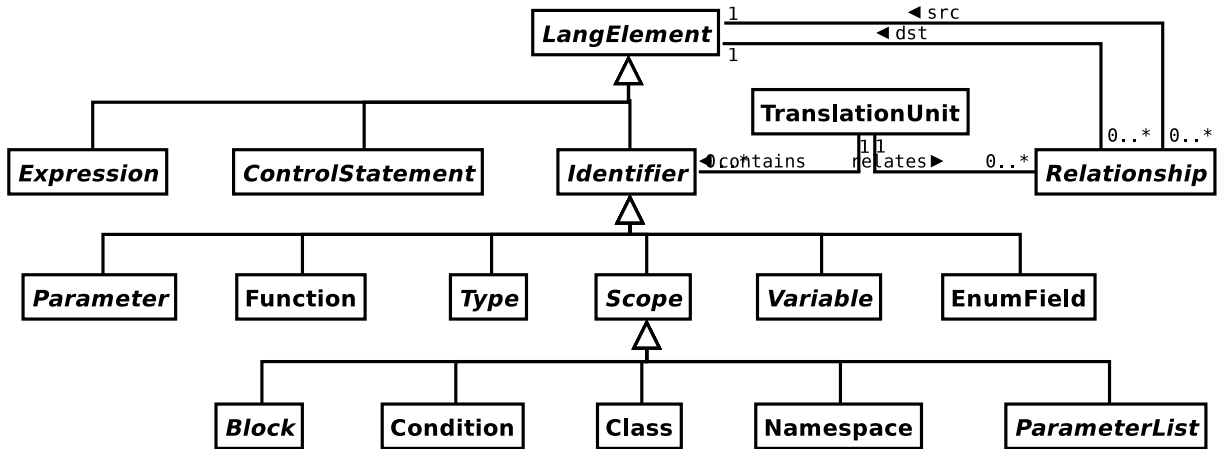 LangElement
1
◄ src
◄ dst
1
TranslationUnit
0..*
0..*
1
1
Expression
ControlStatement
Identifier
0..*
◄ contains
relates ►
0..*
Relationship
Parameter
Function
Type
Scope
Variable
EnumField
Block
Condition
Class
Namespace
ParameterList